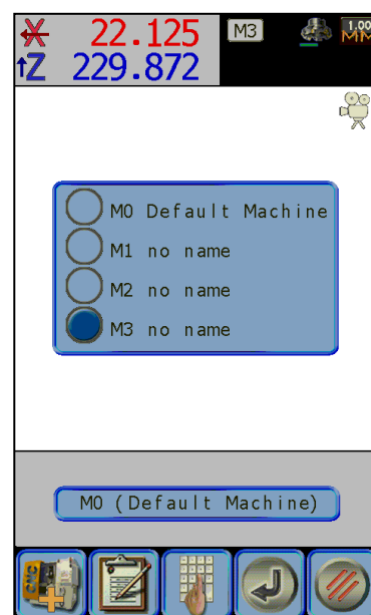 X 22.125 M3 1.00
Z 229.872 MM
M0 Default Machine
M1 no name
M2 no name
M3 no name
M0 (Default Machine)
CNC